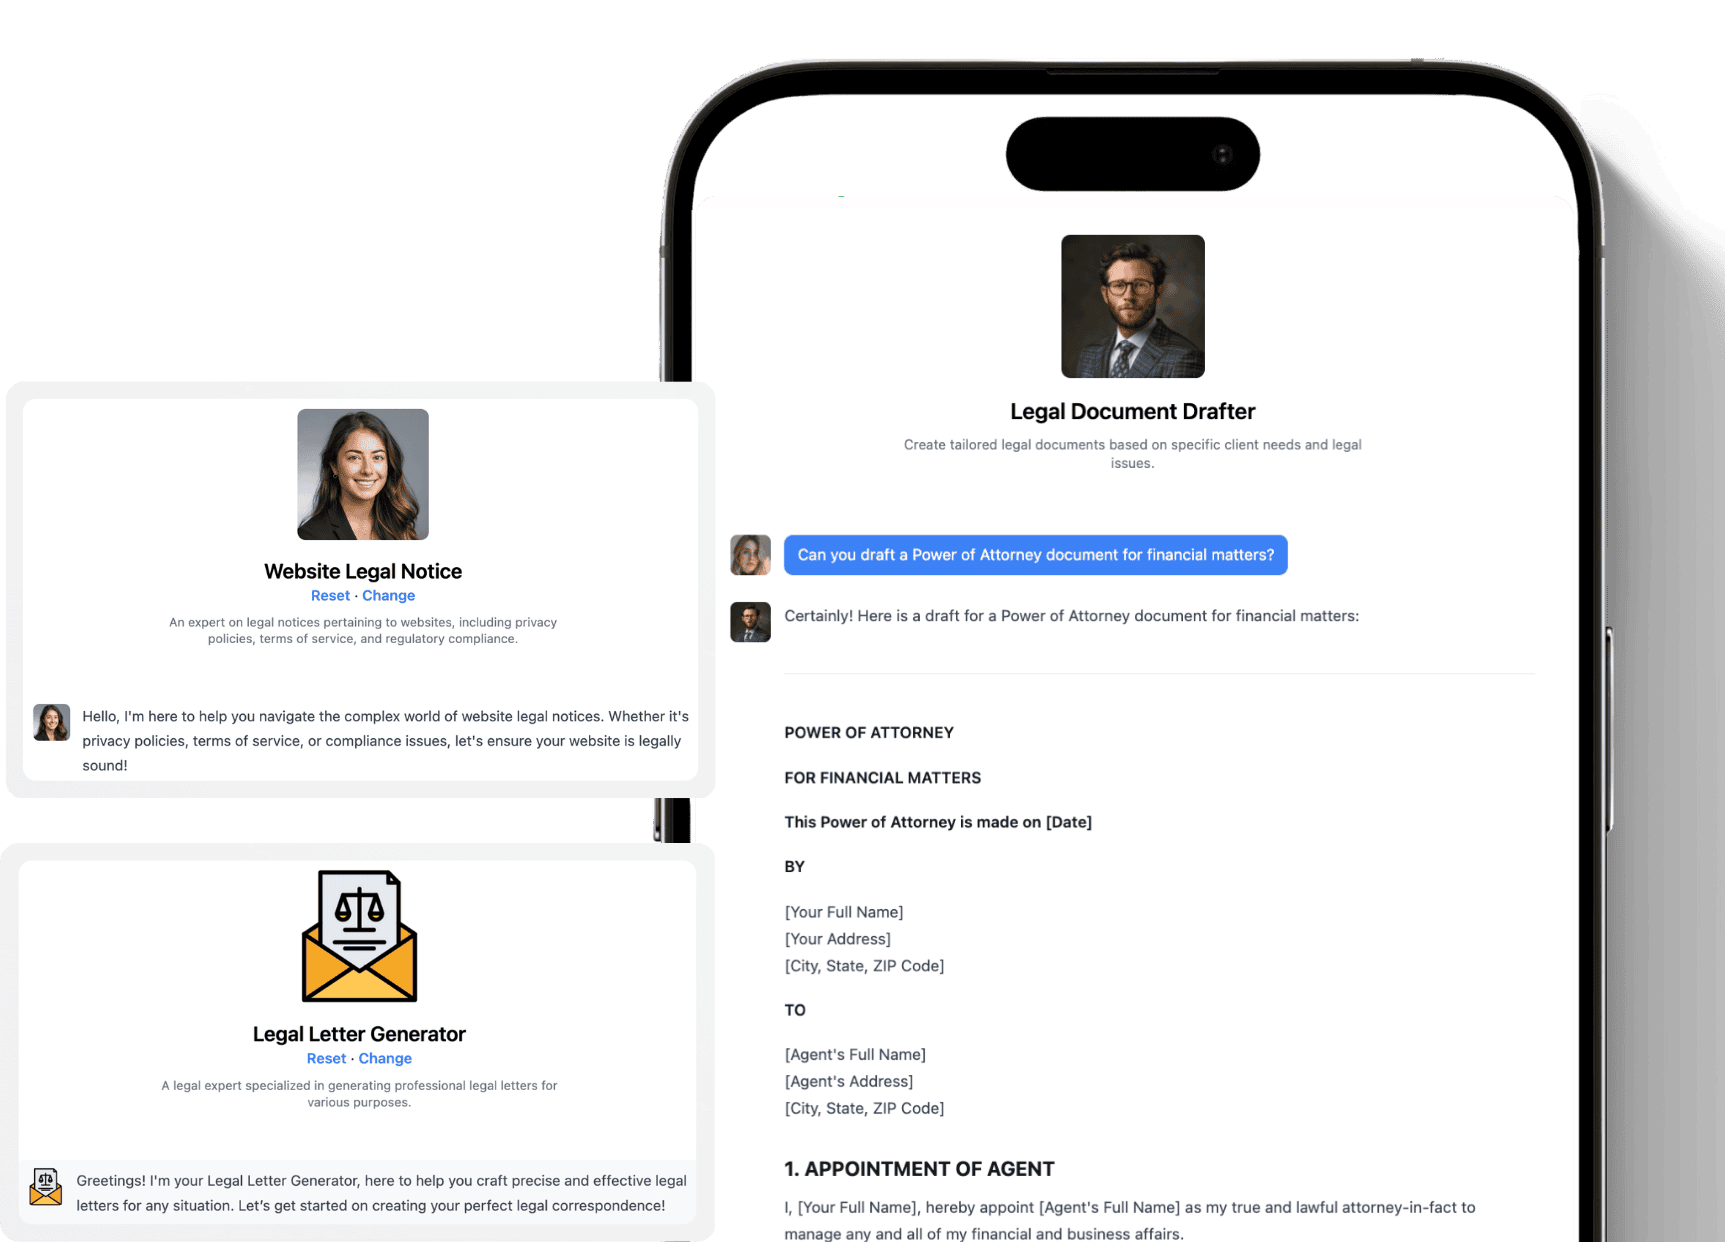 Website Legal Notice
Reset · Change
An expert on legal notices pertaining to websites, including privacy
policies, terms of service, and regulatory compliance.
Hello, I'm here to help you navigate the complex world of website legal notices. Whether it's
privacy policies, terms of service, or compliance issues, let's ensure your website is legally
sound!
Legal Letter Generator
Reset · Change
A legal expert specialized in generating professional legal letters for
various purposes.
Greetings! I'm your Legal Letter Generator, here to help you craft precise and effective legal
letters for any situation. Let’s get started on creating your perfect legal correspondence!
Legal Document Drafter
Create tailored legal documents based on specific client needs and legal
issues.
Can you draft a Power of Attorney document for financial matters?
Certainly! Here is a draft for a Power of Attorney document for financial matters:
POWER OF ATTORNEY
FOR FINANCIAL MATTERS
This Power of Attorney is made on [Date]
BY
[Your Full Name]
[Your Address]
[City, State, ZIP Code]
TO
[Agent's Full Name]
[Agent's Address]
[City, State, ZIP Code]
1. APPOINTMENT OF AGENT
I, [Your Full Name], hereby appoint [Agent's Full Name] as my true and lawful attorney-in-fact to
manage any and all of my financial and business affairs.